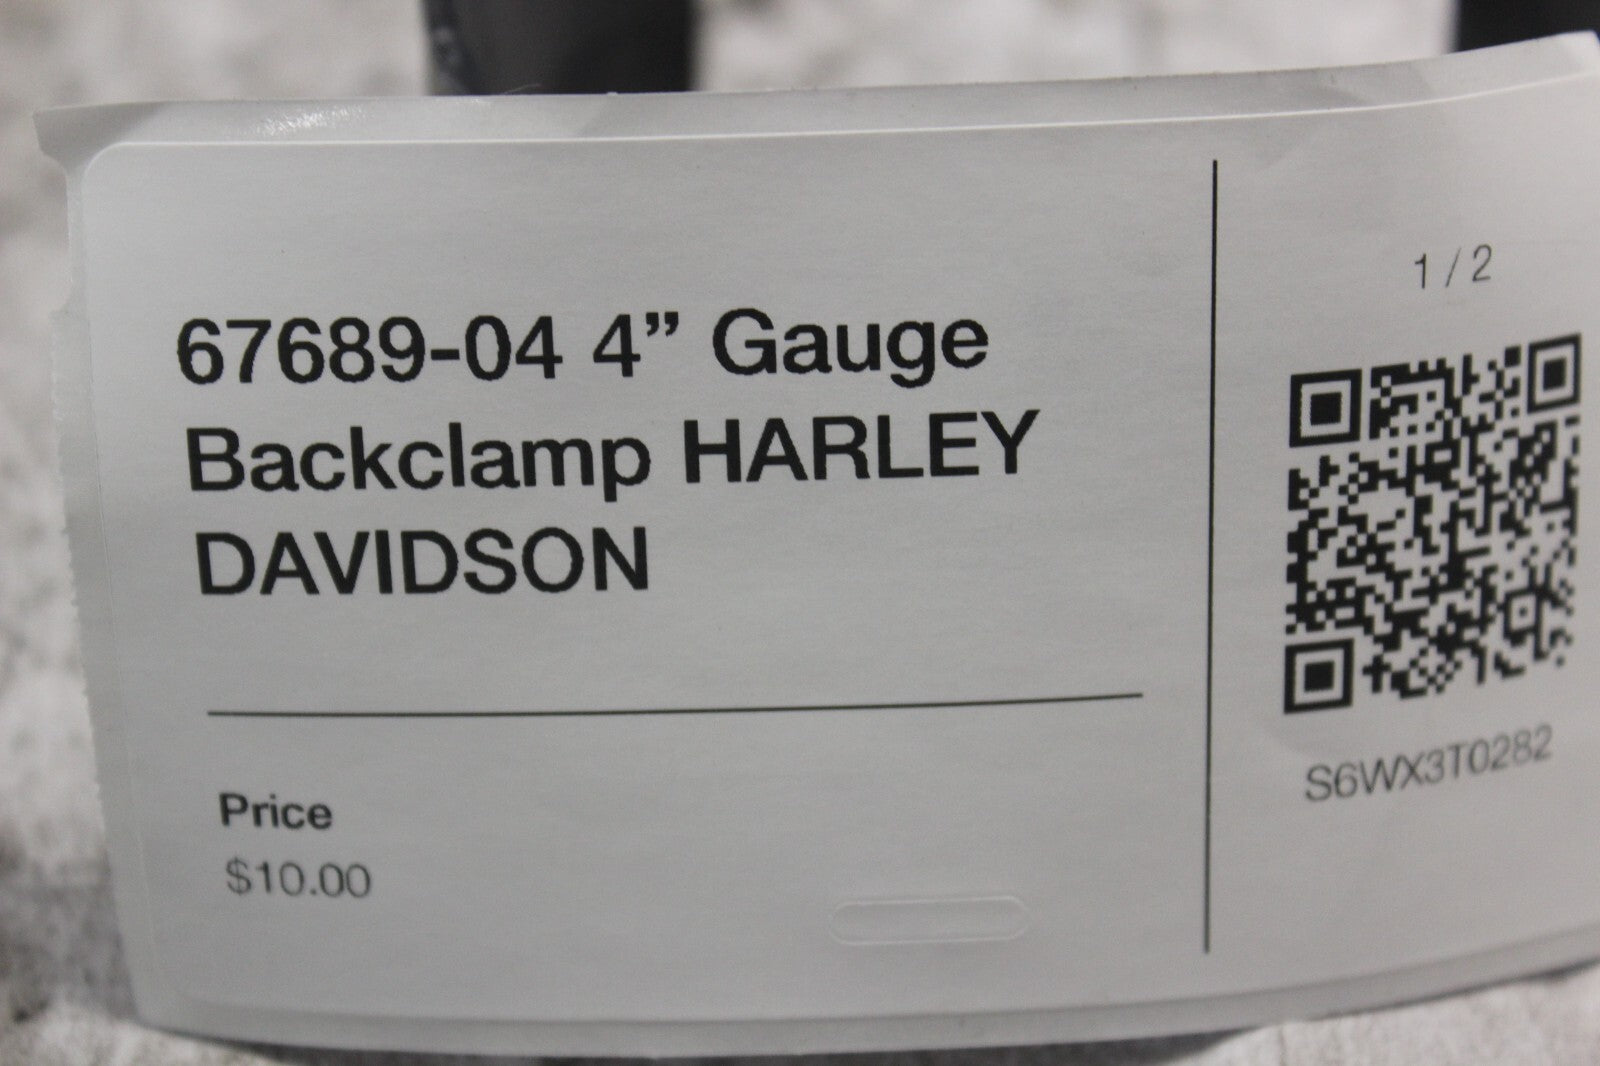 67689-04 4” Gauge
Backclamp HARLEY
DAVIDSON
Price
$10.00
1 / 2
S6WX3T0282